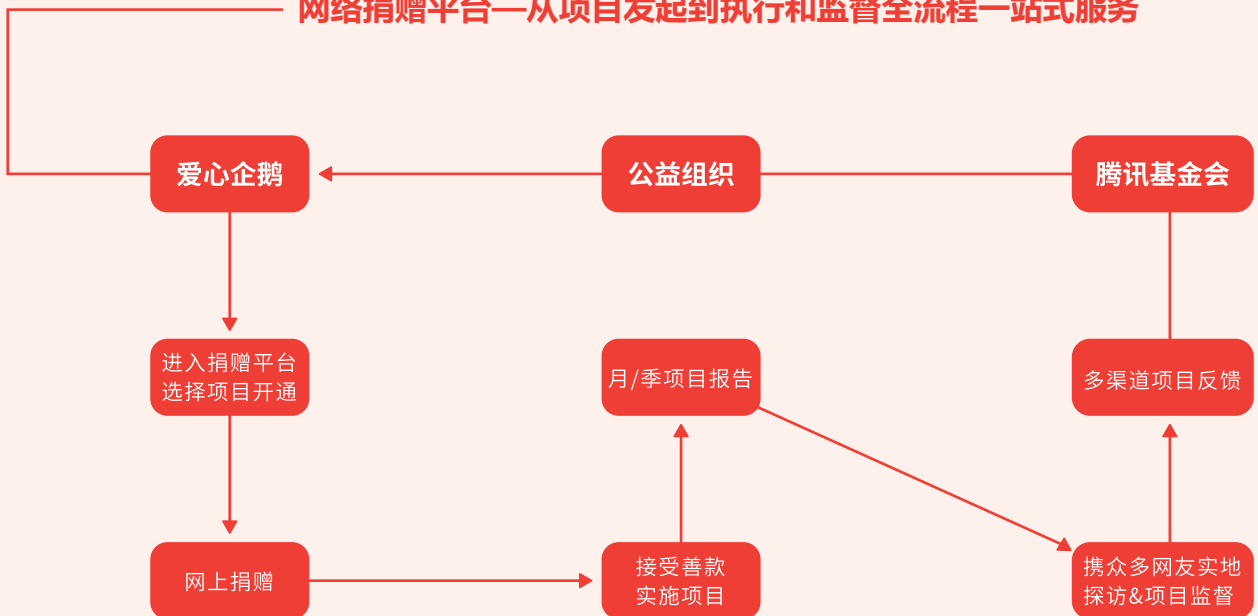 网络捐赠平台—从项目发起到执行和监督全流程一站式服务
爱心企鹅
公益组织
腾讯基金会
进入捐赠平台
选择项目开通
月/季项目报告
多渠道项目反馈
网上捐赠
接受善款
实施项目
携众多网友实地
探访&项目监督